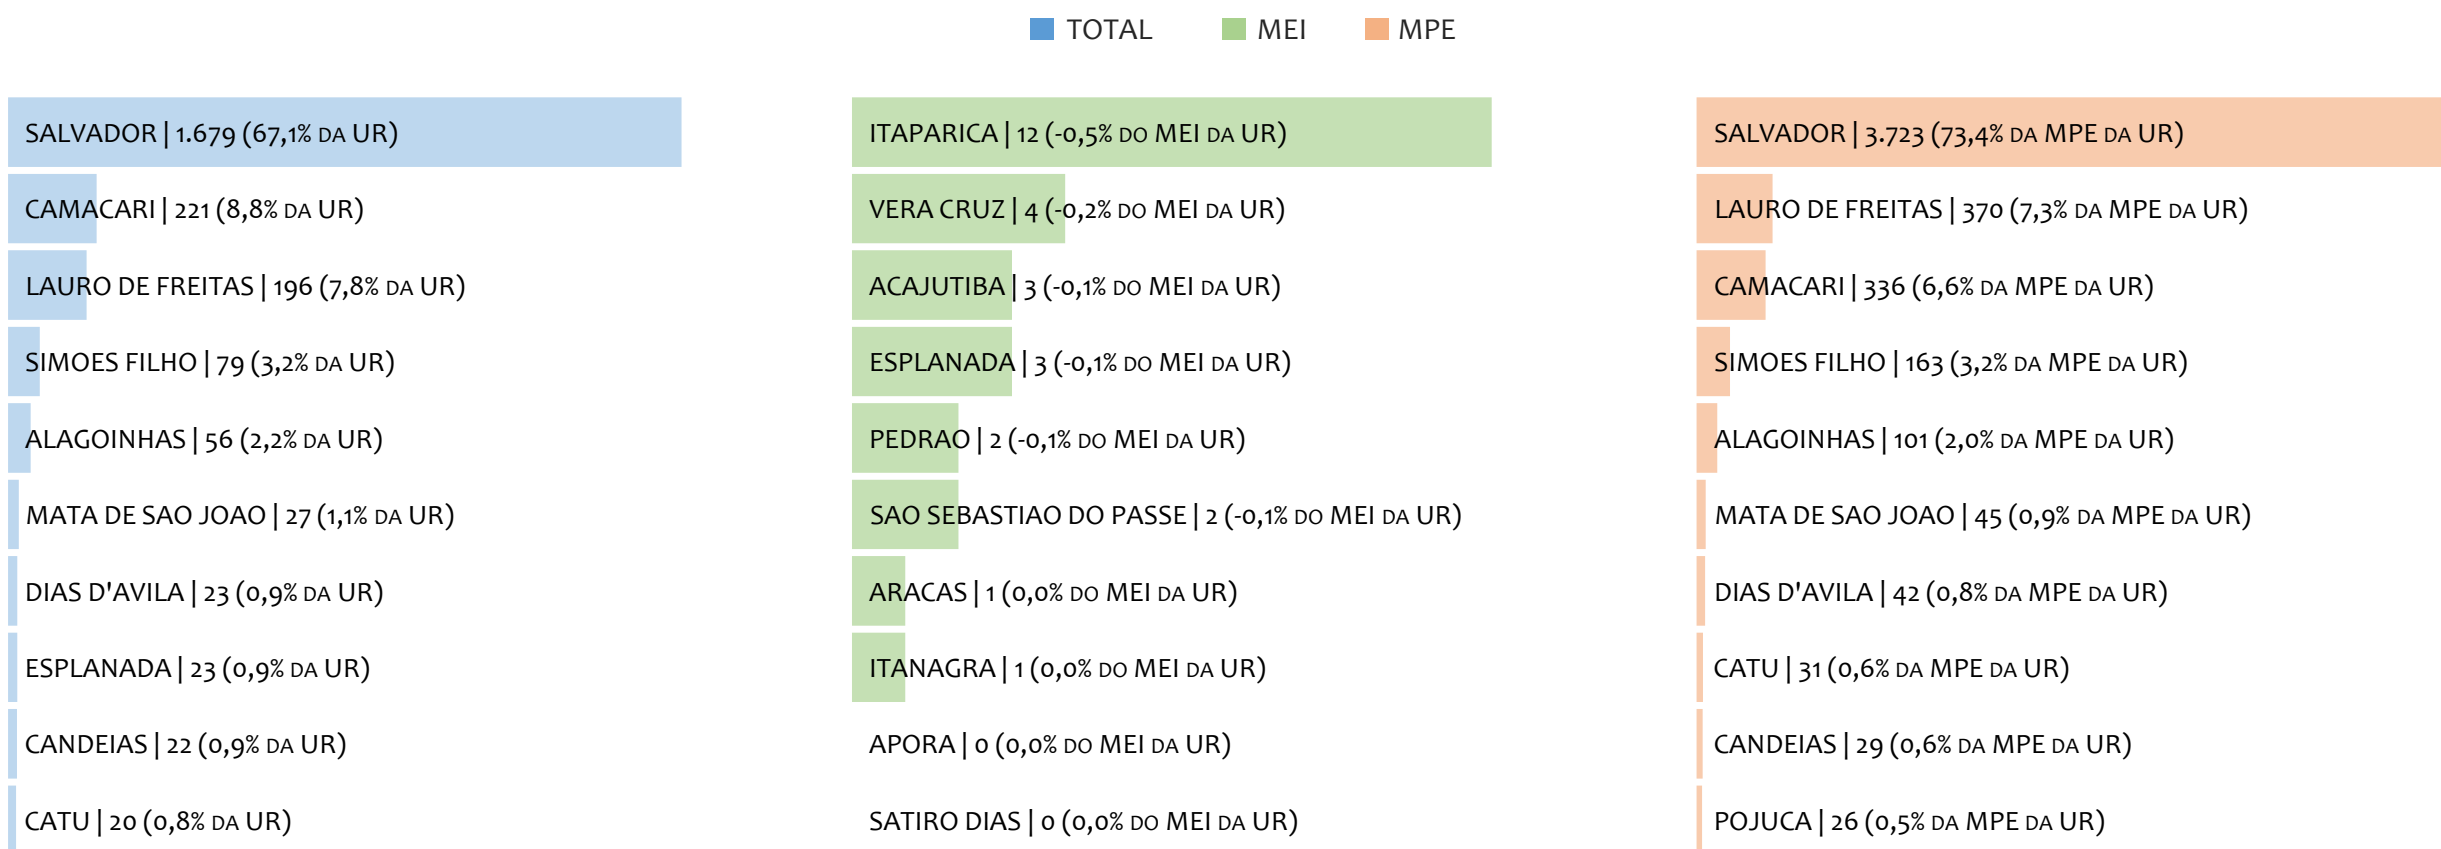 TOTAL MEI MPE
SALVADOR | 1.679 (67,1% DA UR)
CAMACARI | 221 (8,8% DA UR)
LAURO DE FREITAS | 196 (7,8% DA UR)
SIMOES FILHO | 79 (3,2% DA UR)
ALAGOINHAS | 56 (2,2% DA UR)
MATA DE SAO JOAO | 27 (1,1% DA UR)
DIAS D'AVILA | 23 (0,9% DA UR)
ESPLANADA | 23 (0,9% DA UR)
CANDEIAS | 22 (0,9% DA UR)
CATU | 20 (0,8% DA UR)
ITAPARICA | 12 (-0,5% DO MEI DA UR)
VERA CRUZ | 4 (-0,2% DO MEI DA UR)
ACAJUTIBA | 3 (-0,1% DO MEI DA UR)
ESPLANADA | 3 (-0,1% DO MEI DA UR)
PEDRAO | 2 (-0,1% DO MEI DA UR)
SAO SEBASTIAO DO PASSE | 2 (-0,1% DO MEI DA UR)
ARACAS | 1 (0,0% DO MEI DA UR)
ITANAGRA | 1 (0,0% DO MEI DA UR)
APORA | 0 (0,0% DO MEI DA UR)
SATIRO DIAS | 0 (0,0% DO MEI DA UR)
SALVADOR | 3.723 (73,4% DA MPE DA UR)
LAURO DE FREITAS | 370 (7,3% DA MPE DA UR)
CAMACARI | 336 (6,6% DA MPE DA UR)
SIMOES FILHO | 163 (3,2% DA MPE DA UR)
ALAGOINHAS | 101 (2,0% DA MPE DA UR)
MATA DE SAO JOAO | 45 (0,9% DA MPE DA UR)
DIAS D'AVILA | 42 (0,8% DA MPE DA UR)
CATU | 31 (0,6% DA MPE DA UR)
CANDEIAS | 29 (0,6% DA MPE DA UR)
POJUCA | 26 (0,5% DA MPE DA UR)